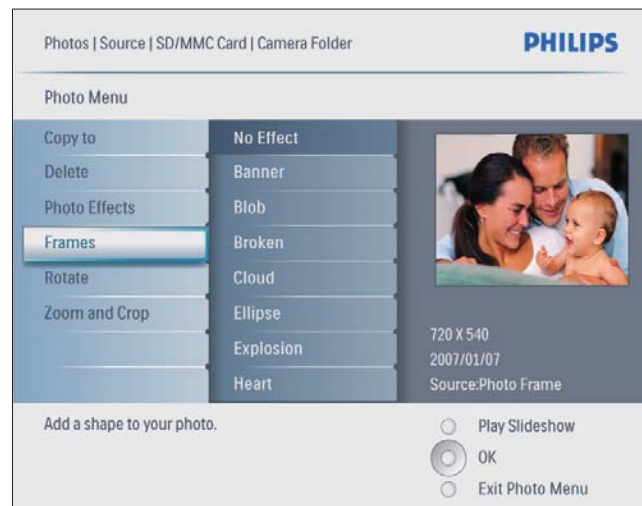 Photos | Source | SD/MMC Card | Camera Folder
PHILIPS
Photo Menu
Copy to
Delete
Photo Effects
Frames
Rotate
Zoom and Crop
No Effect
Banner
Blob
Broken
Cloud
Ellipse
Explosion
Heart
720 X 540
2007/01/07
Source:Photo Frame
Add a shape to your photo.
Play Slideshow
OK
Exit Photo Menu